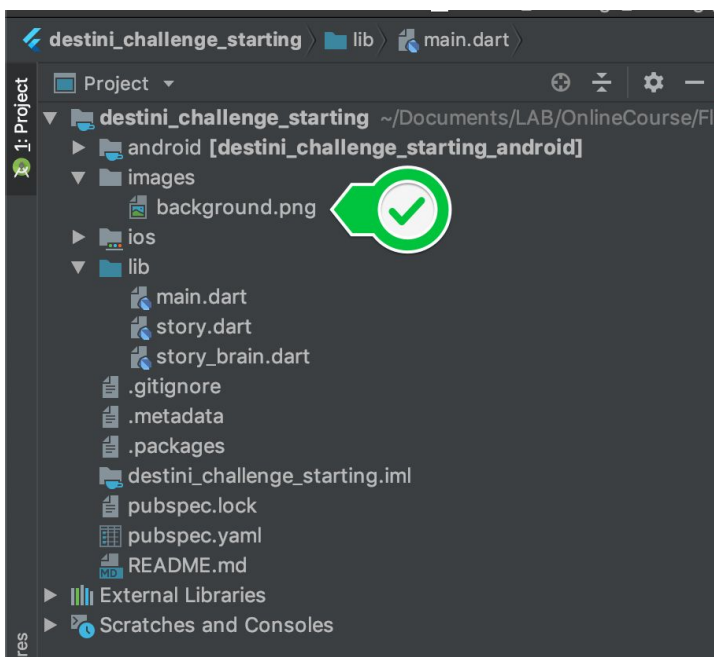 destini_challenge_starting lib main.dart
1: Project
Project
destini_challenge_starting ~/Documents/LAB/OnlineCourse/Fl
android [destini_challenge_starting_android]
images
background.png
ios
lib
main.dart
story.dart
story_brain.dart
.gitignore
.metadata
.packages
destini_challenge_starting.iml
pubspec.lock
pubspec.yaml
MD README.md
External Libraries
Scratches and Consoles
res